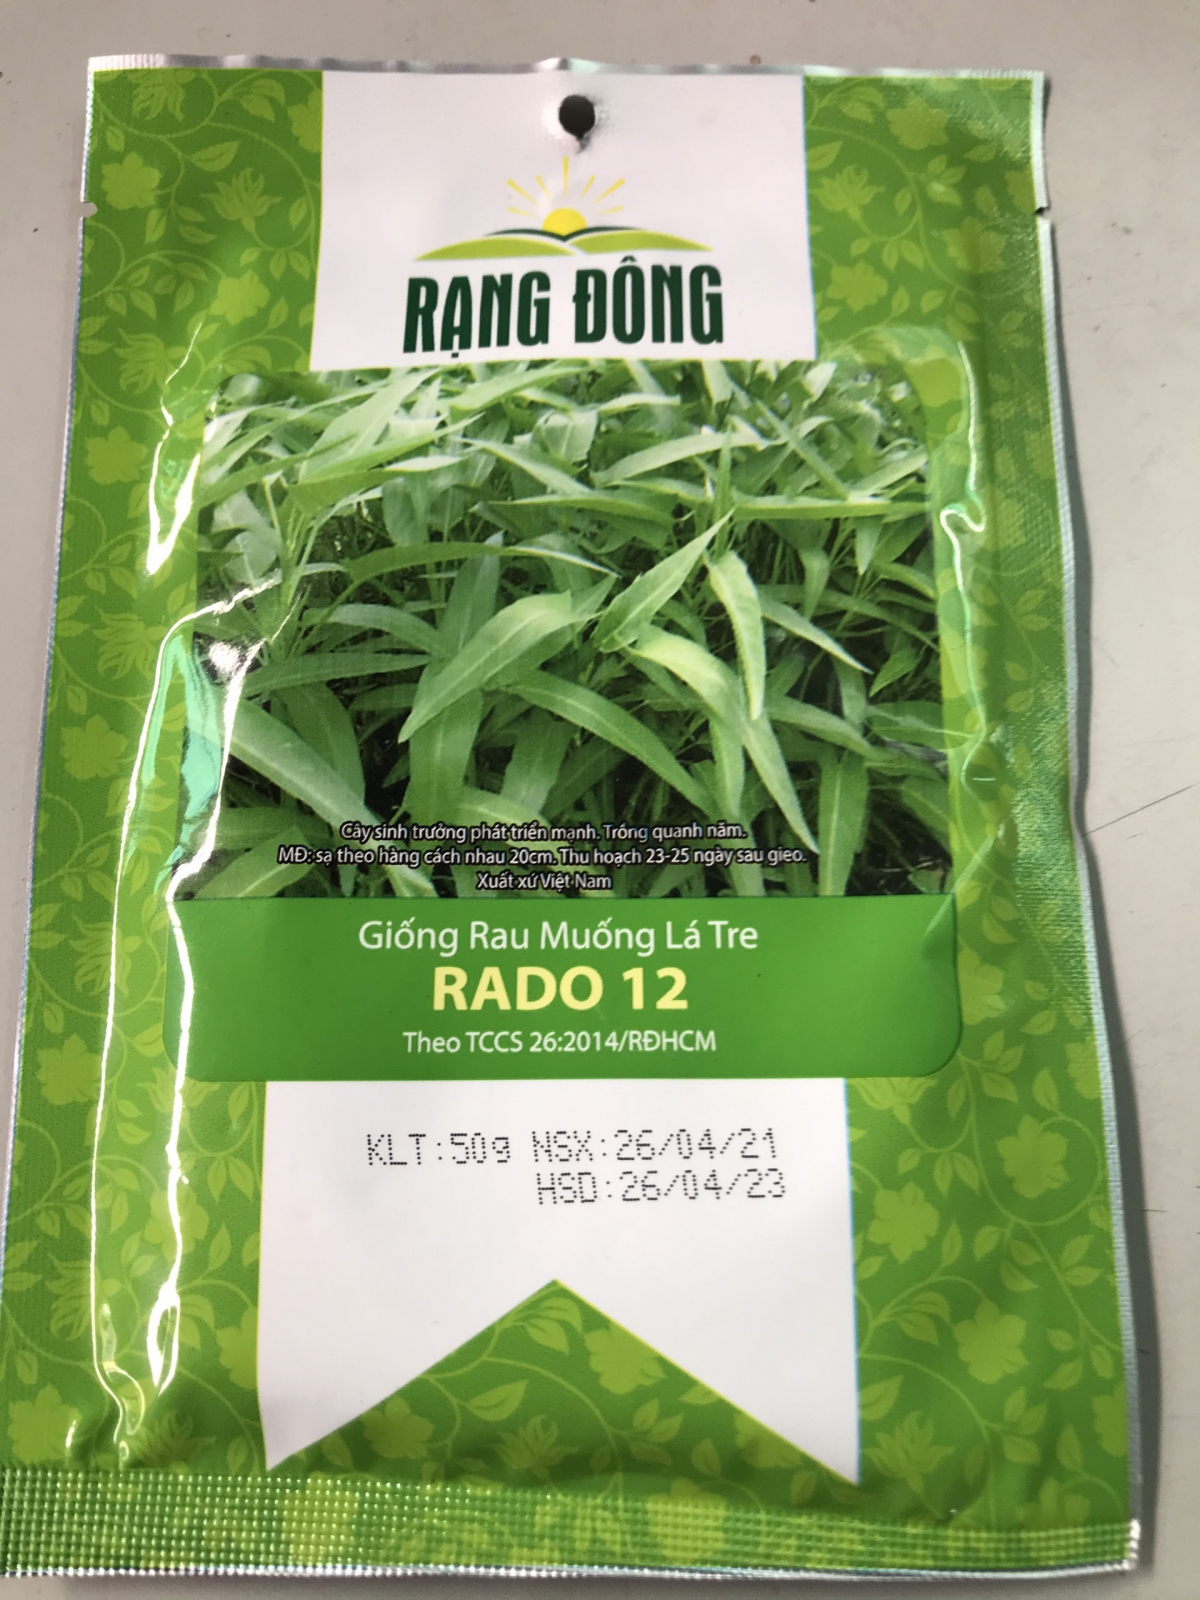 RẠNG ĐÔNG
Cây sinh trưởng phát triển mạnh. Trồng quanh năm.
MĐ: sạ theo hàng cách nhau 20cm. Thu hoạch 23-25 ngày sau gieo.
Xuất xứ Việt Nam
Giống Rau Muống Lá Tre
RADO 12
Theo TCCS 26:2014/RĐHCM
KLT:50g NSX:26/04/21
HSD:26/04/23